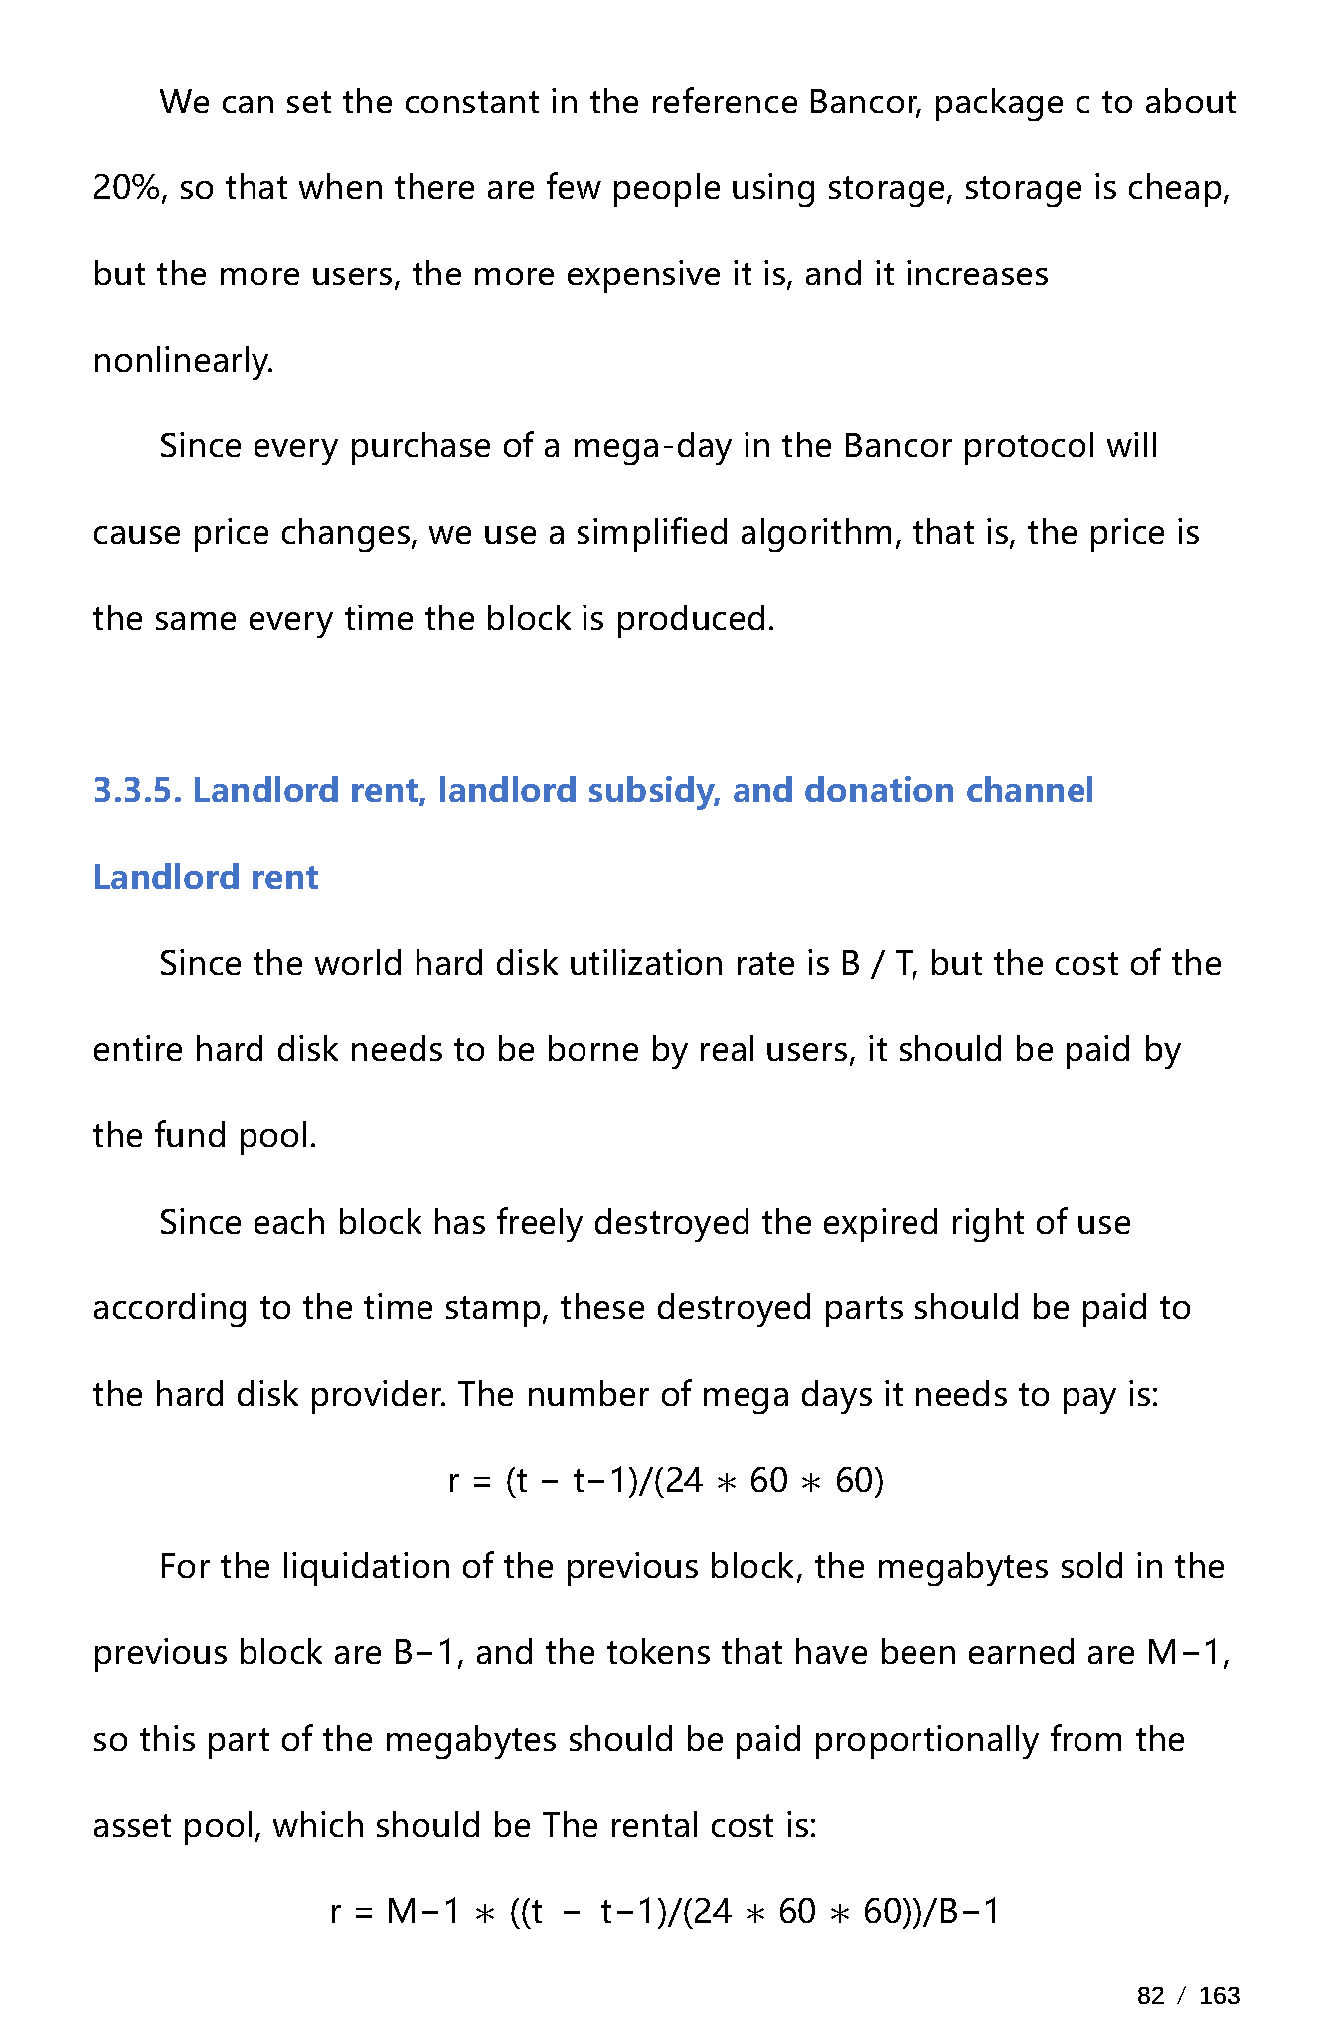 We can set the constant in the reference Bancor, package c to about
20%, so that when there are few people using storage, storage is cheap,
but the more users, the more expensive it is, and it increases
nonlinearly.
Since every purchase of a mega-day in the Bancor protocol will
cause price changes, we use a simplified algorithm, that is, the price is
the same every time the block is produced.
3.3.5. Landlord rent, landlord subsidy, and donation channel
Landlord rent
Since the world hard disk utilization rate is B / T, but the cost of the
entire hard disk needs to be borne by real users, it should be paid by
the fund pool.
Since each block has freely destroyed the expired right of use
according to the time stamp, these destroyed parts should be paid to
the hard disk provider. The number of mega days it needs to pay is:
r = (t − t−1)/(24 ∗ 60 ∗ 60)
For the liquidation of the previous block, the megabytes sold in the
previous block are B−1, and the tokens that have been earned are M−1,
so this part of the megabytes should be paid proportionally from the
asset pool, which should be The rental cost is:
r = M−1 ∗ ((t − t−1)/(24 ∗ 60 ∗ 60))/B−1
82 / 163